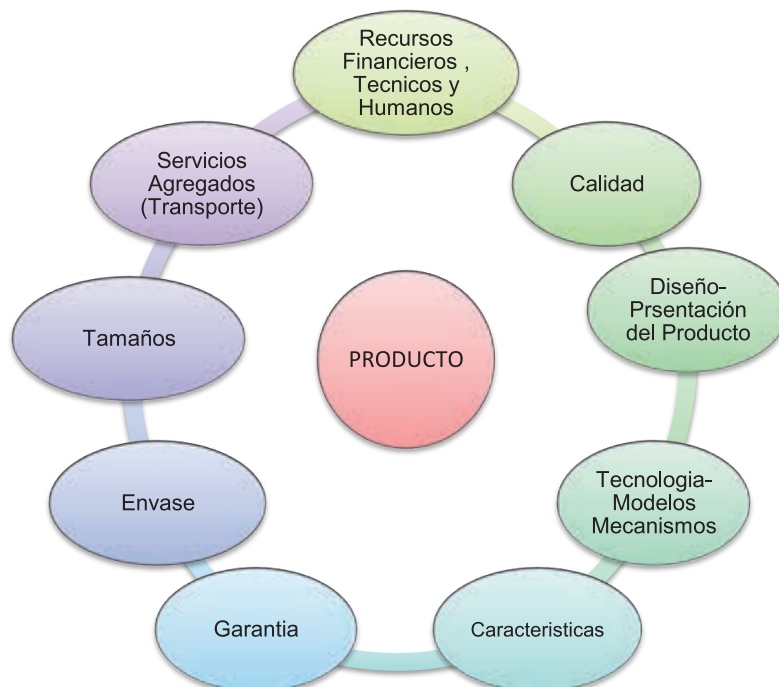 Recursos
Financieros ,
Tecnicos y
Humanos
Calidad
Diseño-
Prsentación
del Producto
Tecnologia-
Modelos
Mecanismos
Caracteristicas
Garantia
Envase
Tamaños
Servicios
Agregados
(Transporte)
PRODUCTO